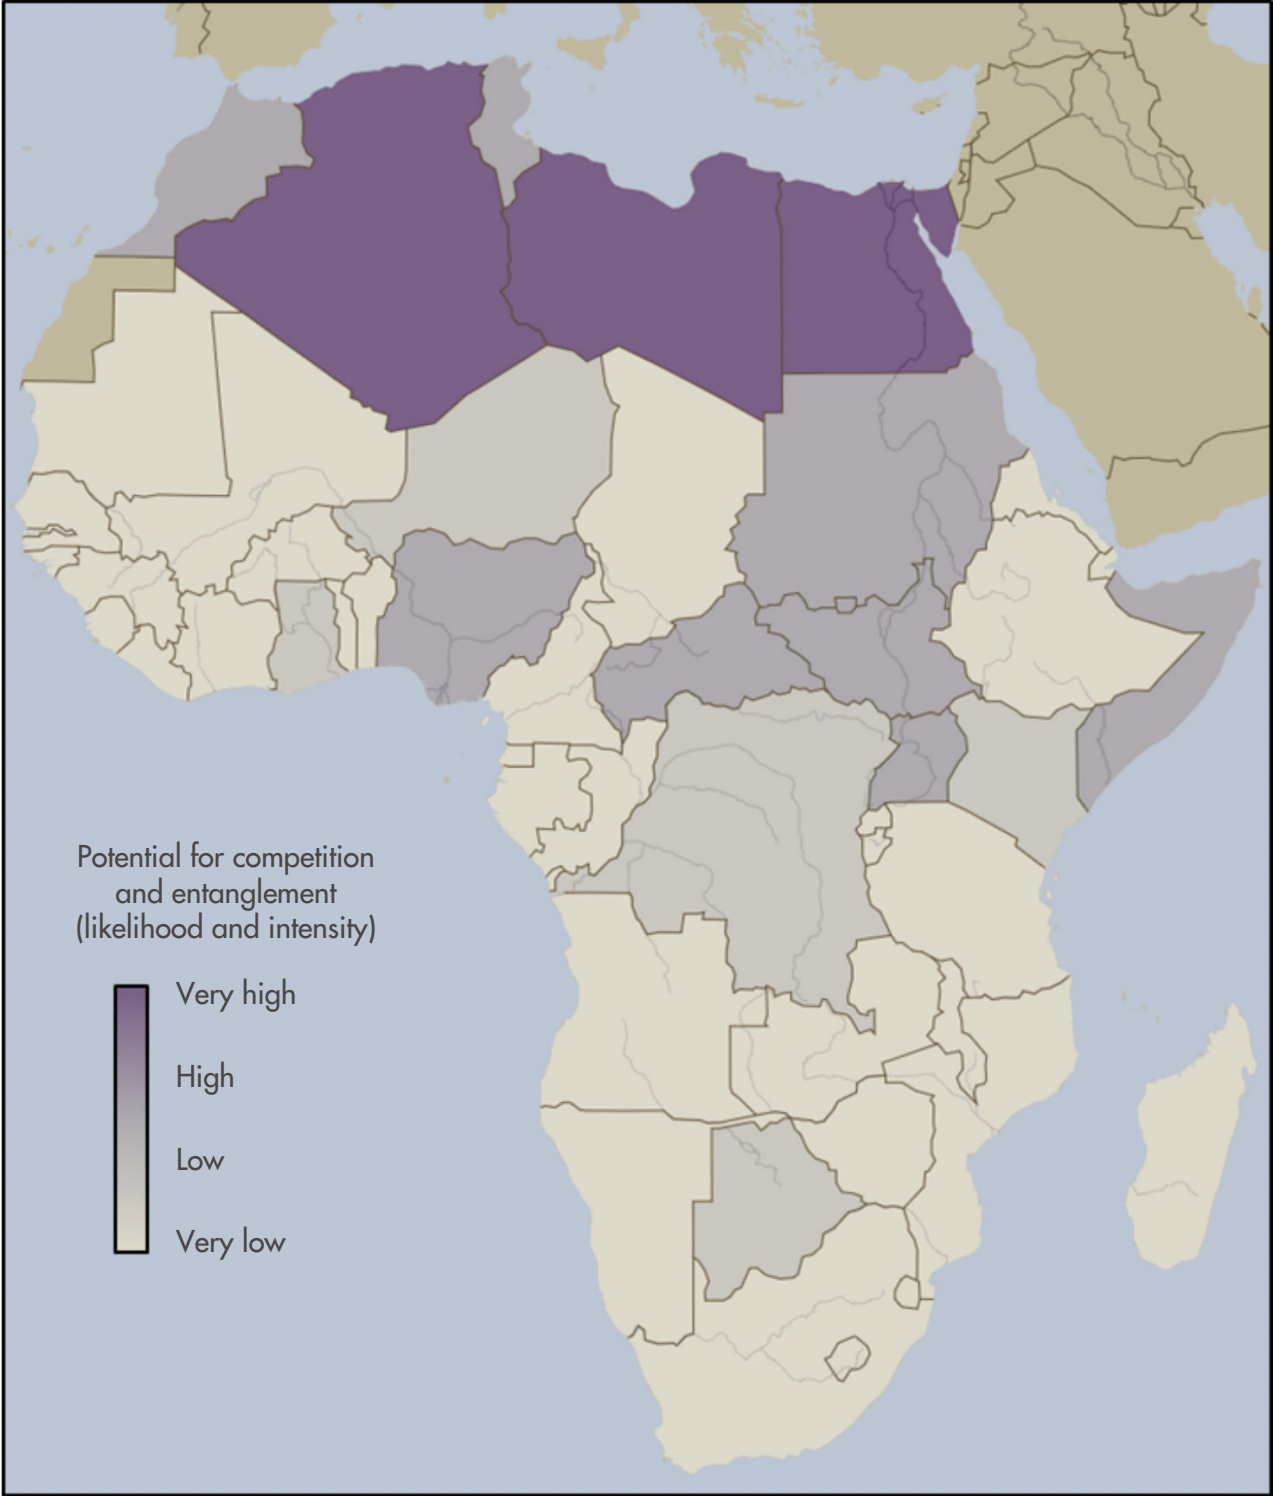 Potential for competition
and entanglement
(likelihood and intensity)
Very high
High
Low
Very low